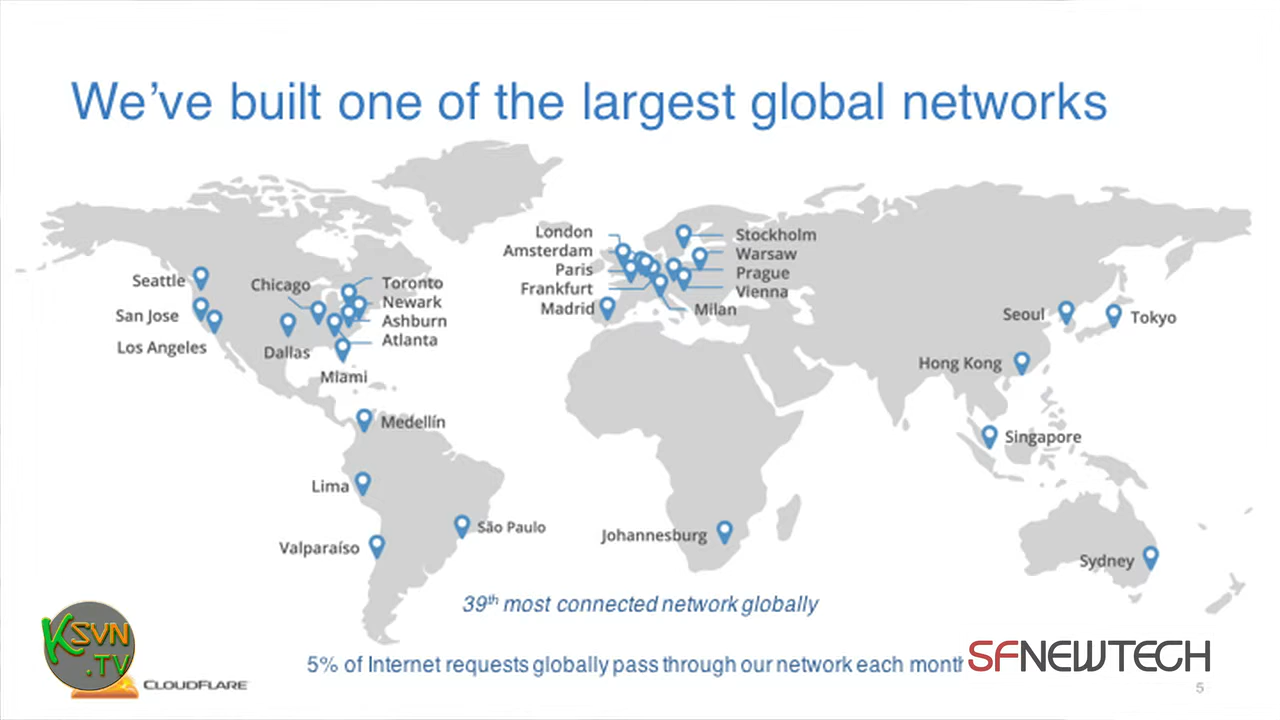 We've built one of the largest global networks
London
Amsterdam
Paris
Frankfurt
Madrid
Stockholm
Warsaw
Prague
Vienna
Milan
Seattle
San Jose
Los Angeles
Chicago
Dallas
Toronto
Newark
Ashburn
Atlanta
Miami
Medellín
Lima
São Paulo
Valparaíso
Johannesburg
Seoul
Tokyo
Hong Kong
Singapore
Sydney
39th most connected network globally
5% of Internet requests globally pass through our network each month
KSVN
.TV
CLOUDFLARE
SFNEWTECH
5